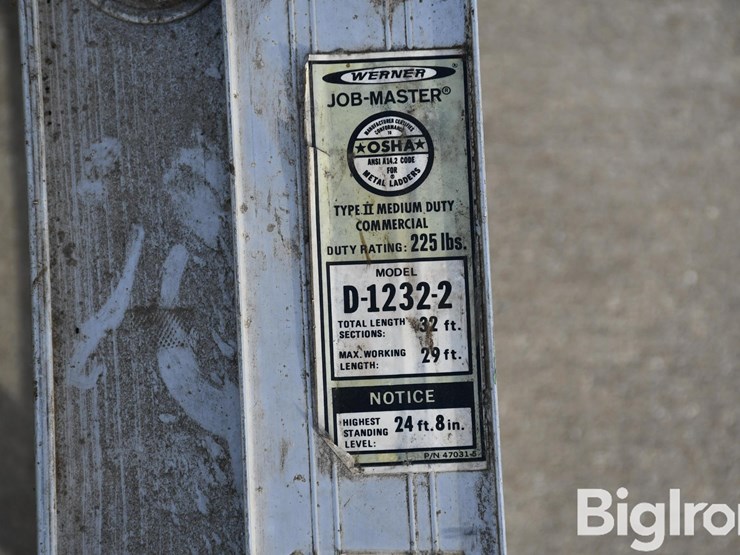 WERNER®
JOB-MASTER®
MANUFACTURER CERTIFIES
CONFORMANCE
TO
★OSHA★
ANSI A14.2 CODE
FOR
METAL LADDERS
TYPE II MEDIUM DUTY
COMMERCIAL
DUTY RATING: 225 lbs.
MODEL
D-1232-2
TOTAL LENGTH SECTIONS: 32 ft.
MAX. WORKING LENGTH: 29 ft.
NOTICE
HIGHEST STANDING LEVEL: 24 ft. 8 in.
P/N 47031-5
BigIron